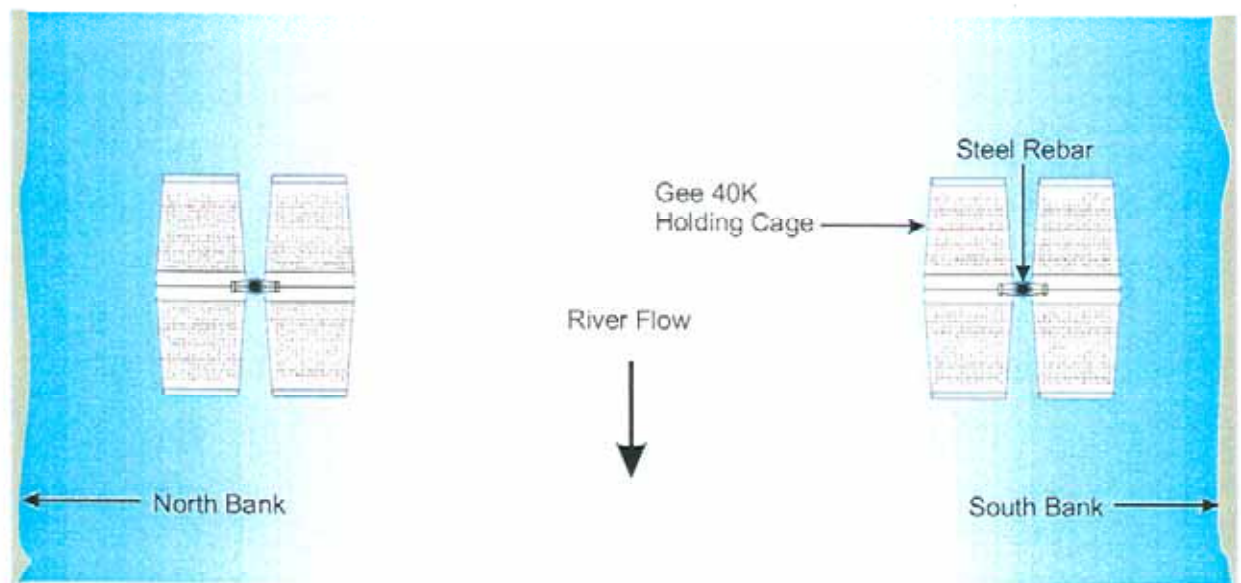 Steel Rebar
Gee 40K
Holding Cage
River Flow
North Bank
South Bank